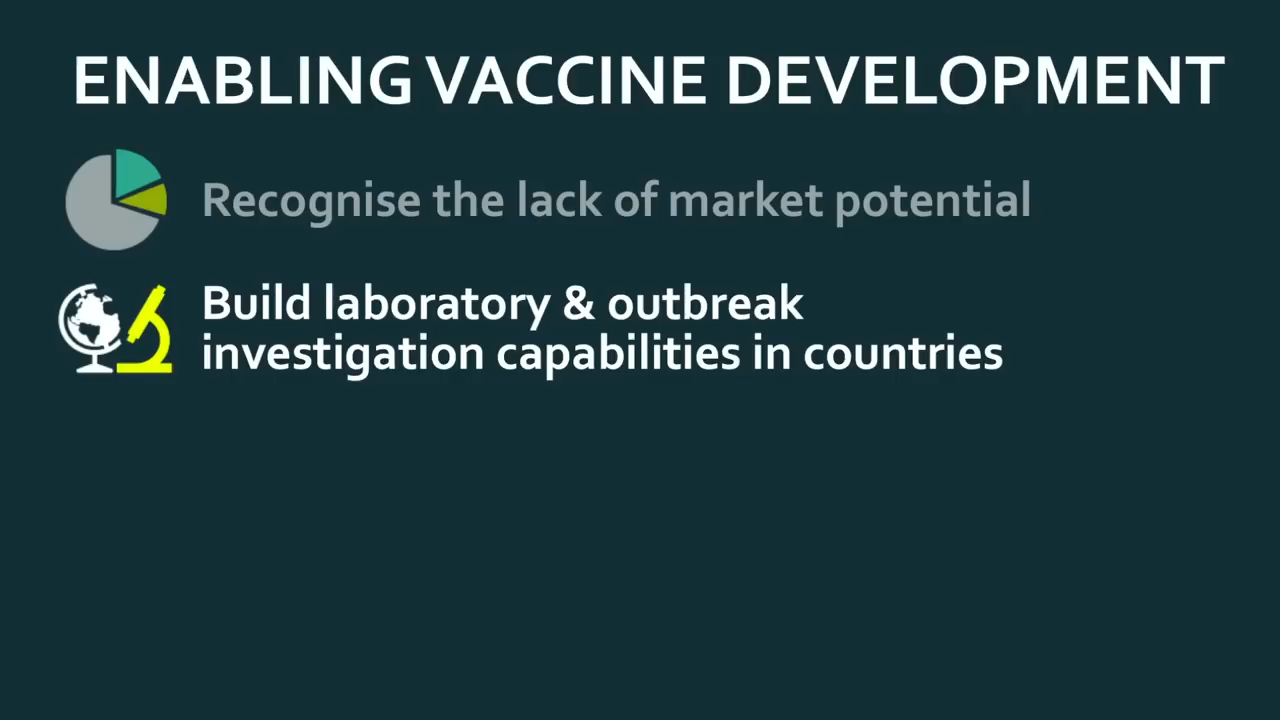 ENABLING VACCINE DEVELOPMENT
Recognise the lack of market potential
Build laboratory & outbreak
investigation capabilities in countries